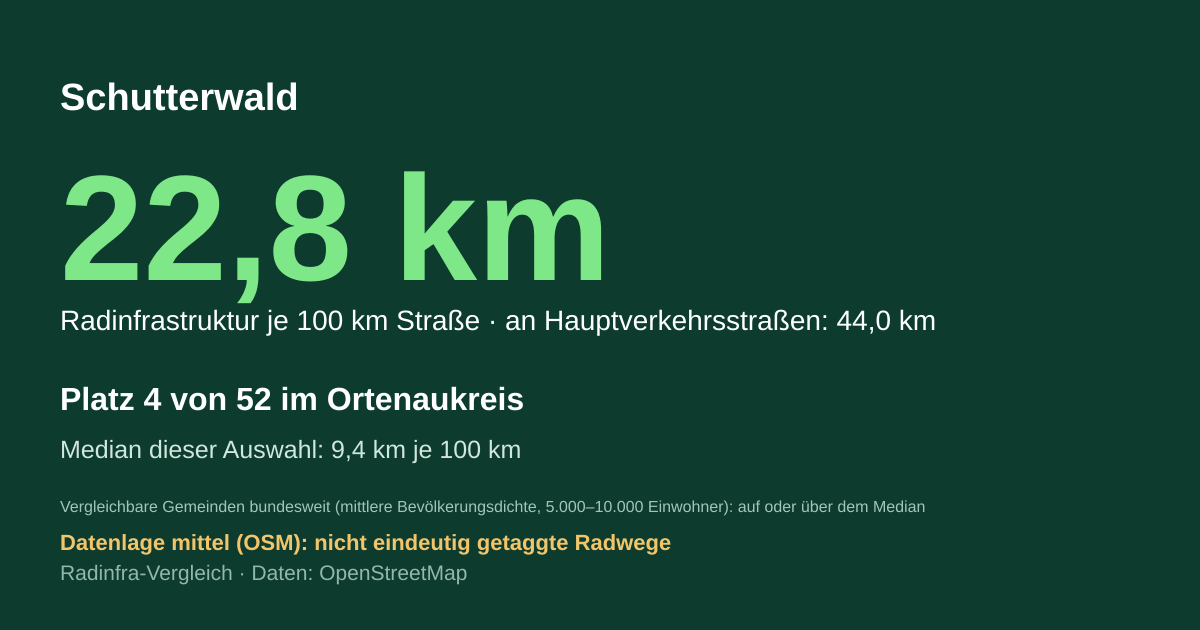 Schutterwald
22,8 km
Radinfrastruktur je 100 km Straße · an Hauptverkehrsstraßen: 44,0 km
Platz 4 von 52 im Ortenaukreis
Median dieser Auswahl: 9,4 km je 100 km
Vergleichbare Gemeinden bundesweit (mittlere Bevölkerungsdichte, 5.000–10.000 Einwohner): auf oder über dem Median
Datenlage mittel (OSM): nicht eindeutig getaggte Radwege
Radinfra-Vergleich · Daten: OpenStreetMap